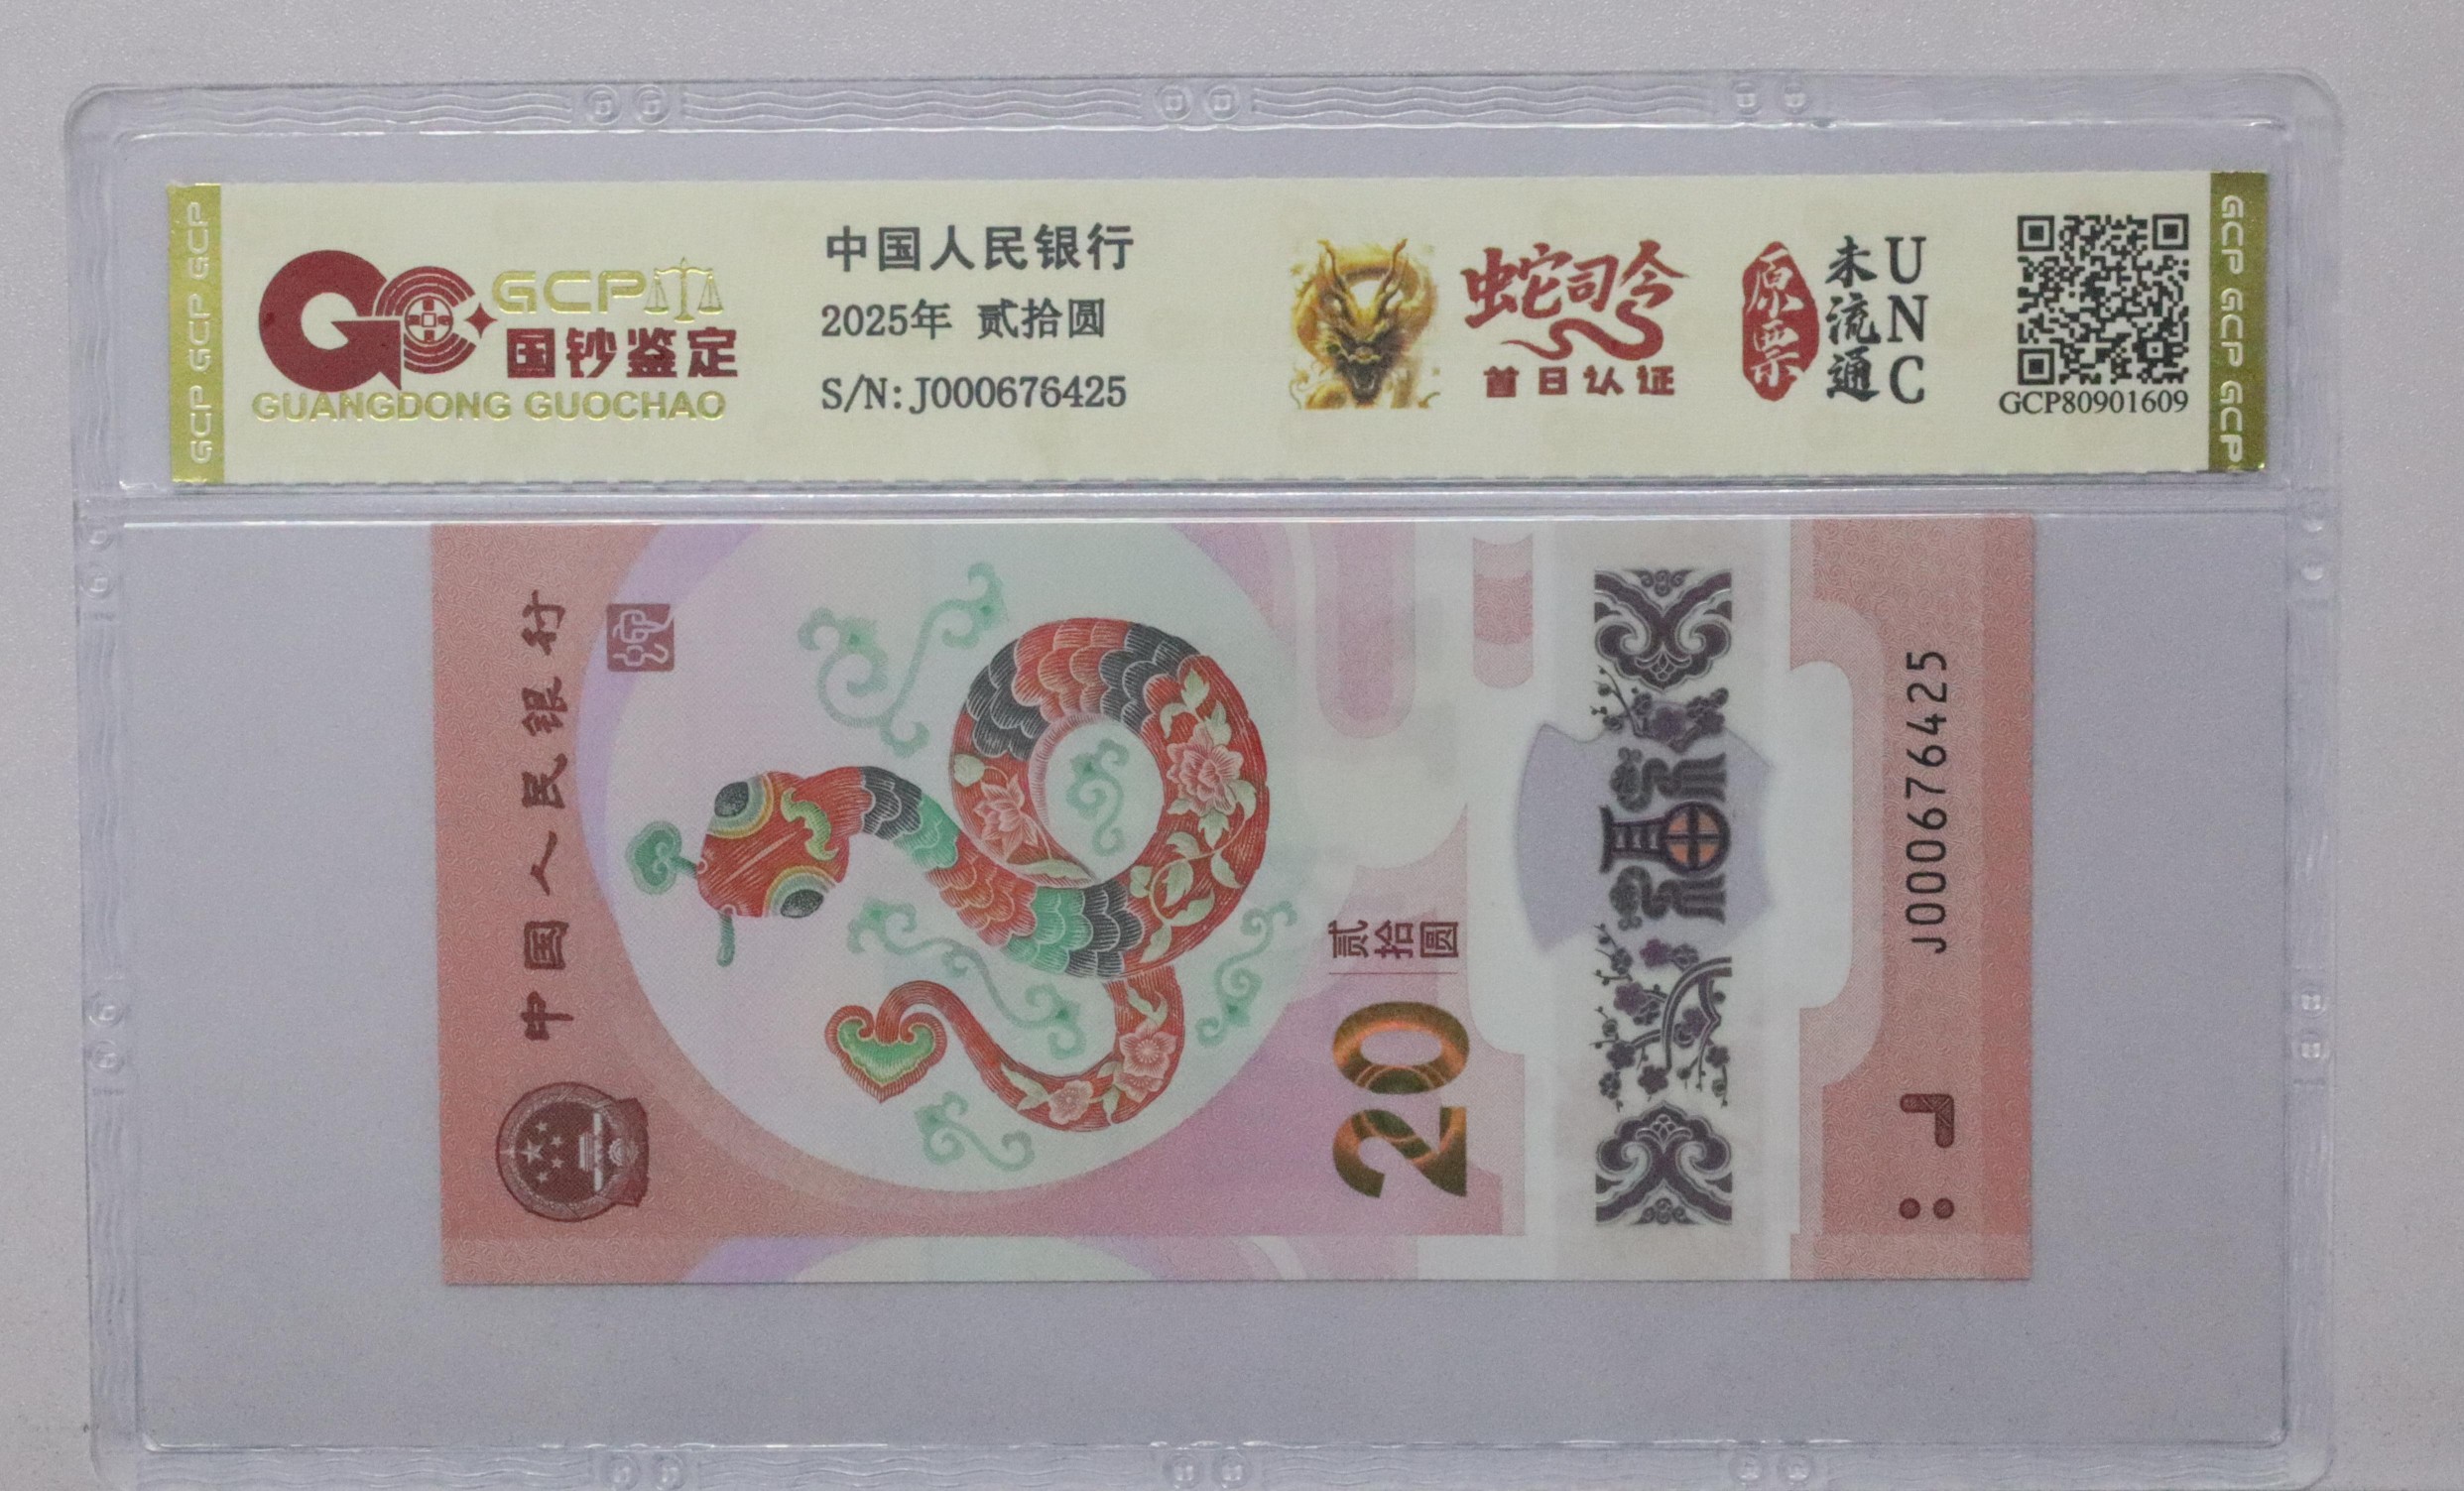 GCP GCP GCP
GCP
国钞鉴定
GUANGDONG GUOCHAO
中国人民银行
2025年 贰拾圆
S/N:J000676425
蛇司令
首日认证
原票
未流通
UNC
GCP80901609
GCP GCP GCP
中国人民银行
蛇
贰拾圆
20
福
J000676425